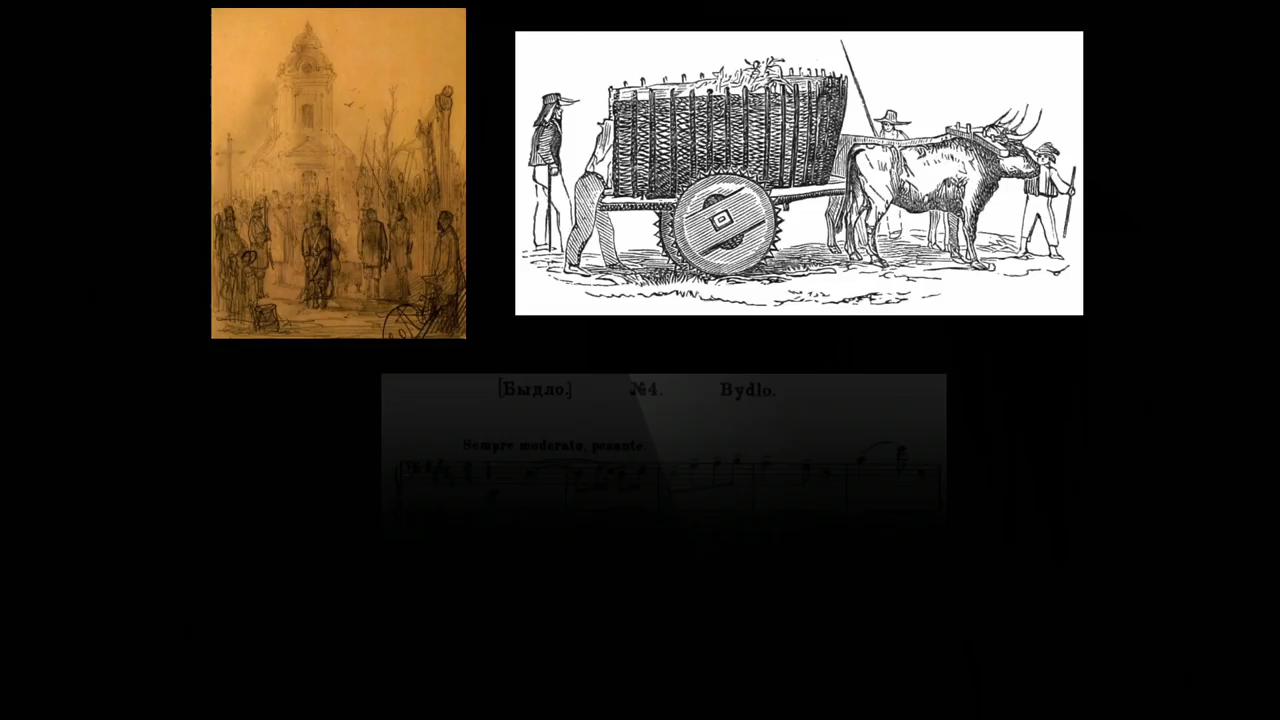 [Быдло.] №4. Bydlo.
Sempre moderato, pesante.